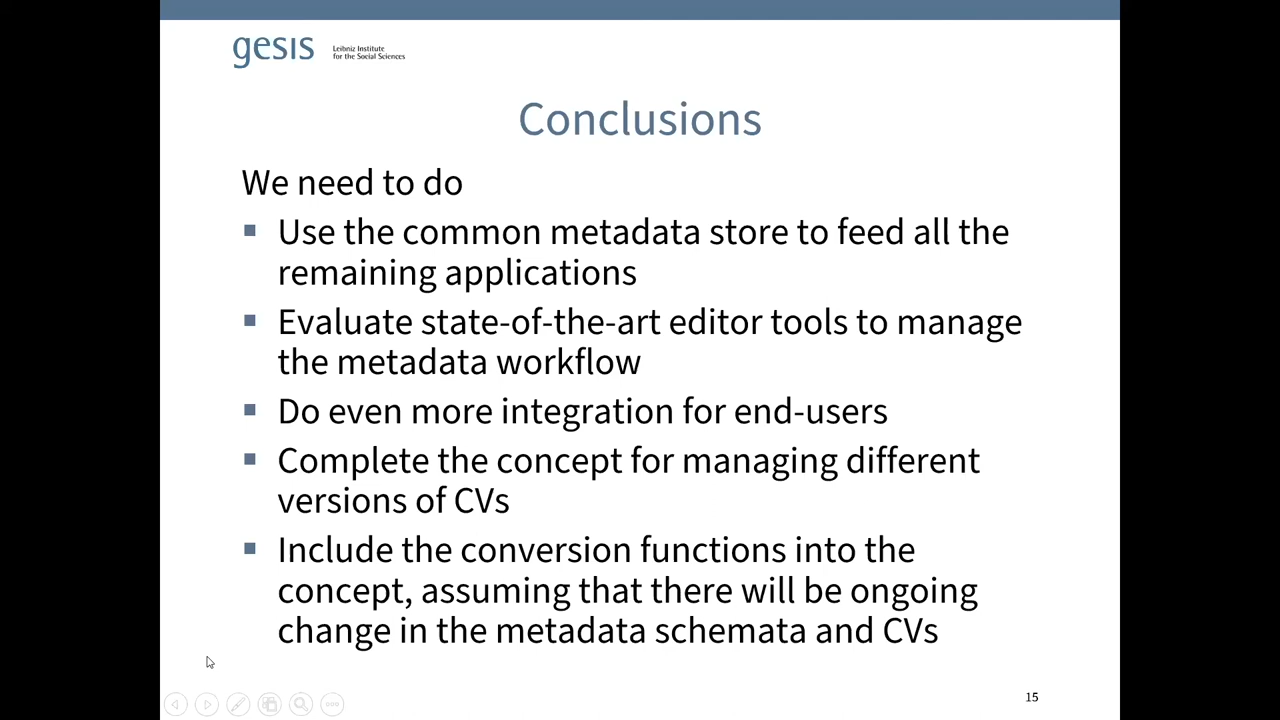 gesis
Leibniz Institute
for the Social Sciences
Conclusions
We need to do
Use the common metadata store to feed all the
remaining applications
Evaluate state-of-the-art editor tools to manage
the metadata workflow
Do even more integration for end-users
Complete the concept for managing different
versions of CVs
Include the conversion functions into the
concept, assuming that there will be ongoing
change in the metadata schemata and CVs
15